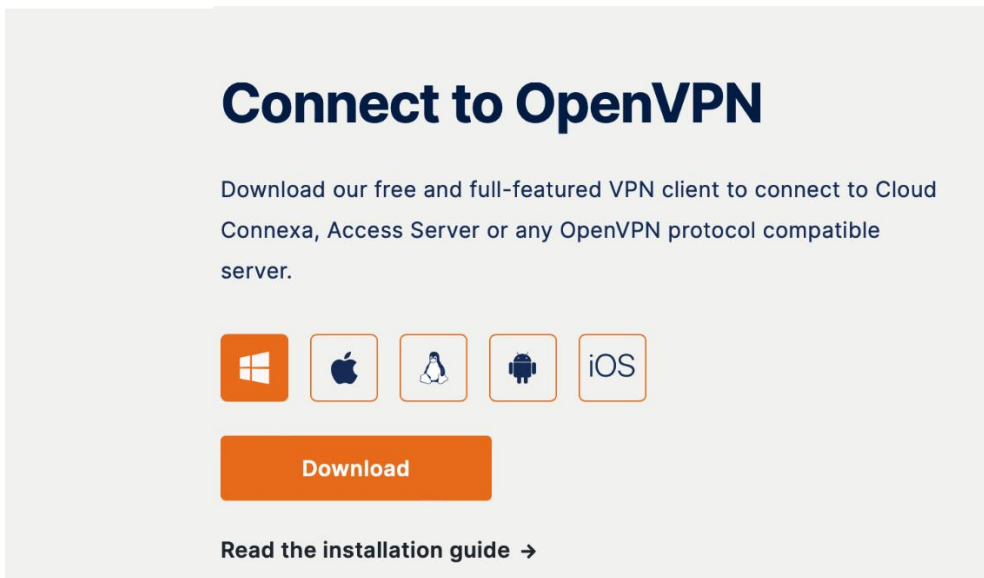 Connect to OpenVPN
Download our free and full-featured VPN client to connect to Cloud
Connexa, Access Server or any OpenVPN protocol compatible
server.
iOS
Download
Read the installation guide →